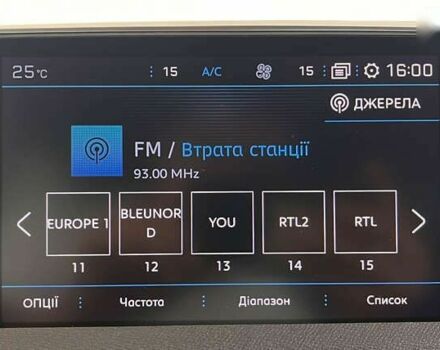 25°C 15 A/C 15 16:00
ДЖЕРЕЛА
FM / Втрата станції
93.00 MHz
EUROPE 1 BLEUNOR D YOU RTL2 RTL
11 12 13 14 15
ОПЦІЇ Частота Діапазон Список